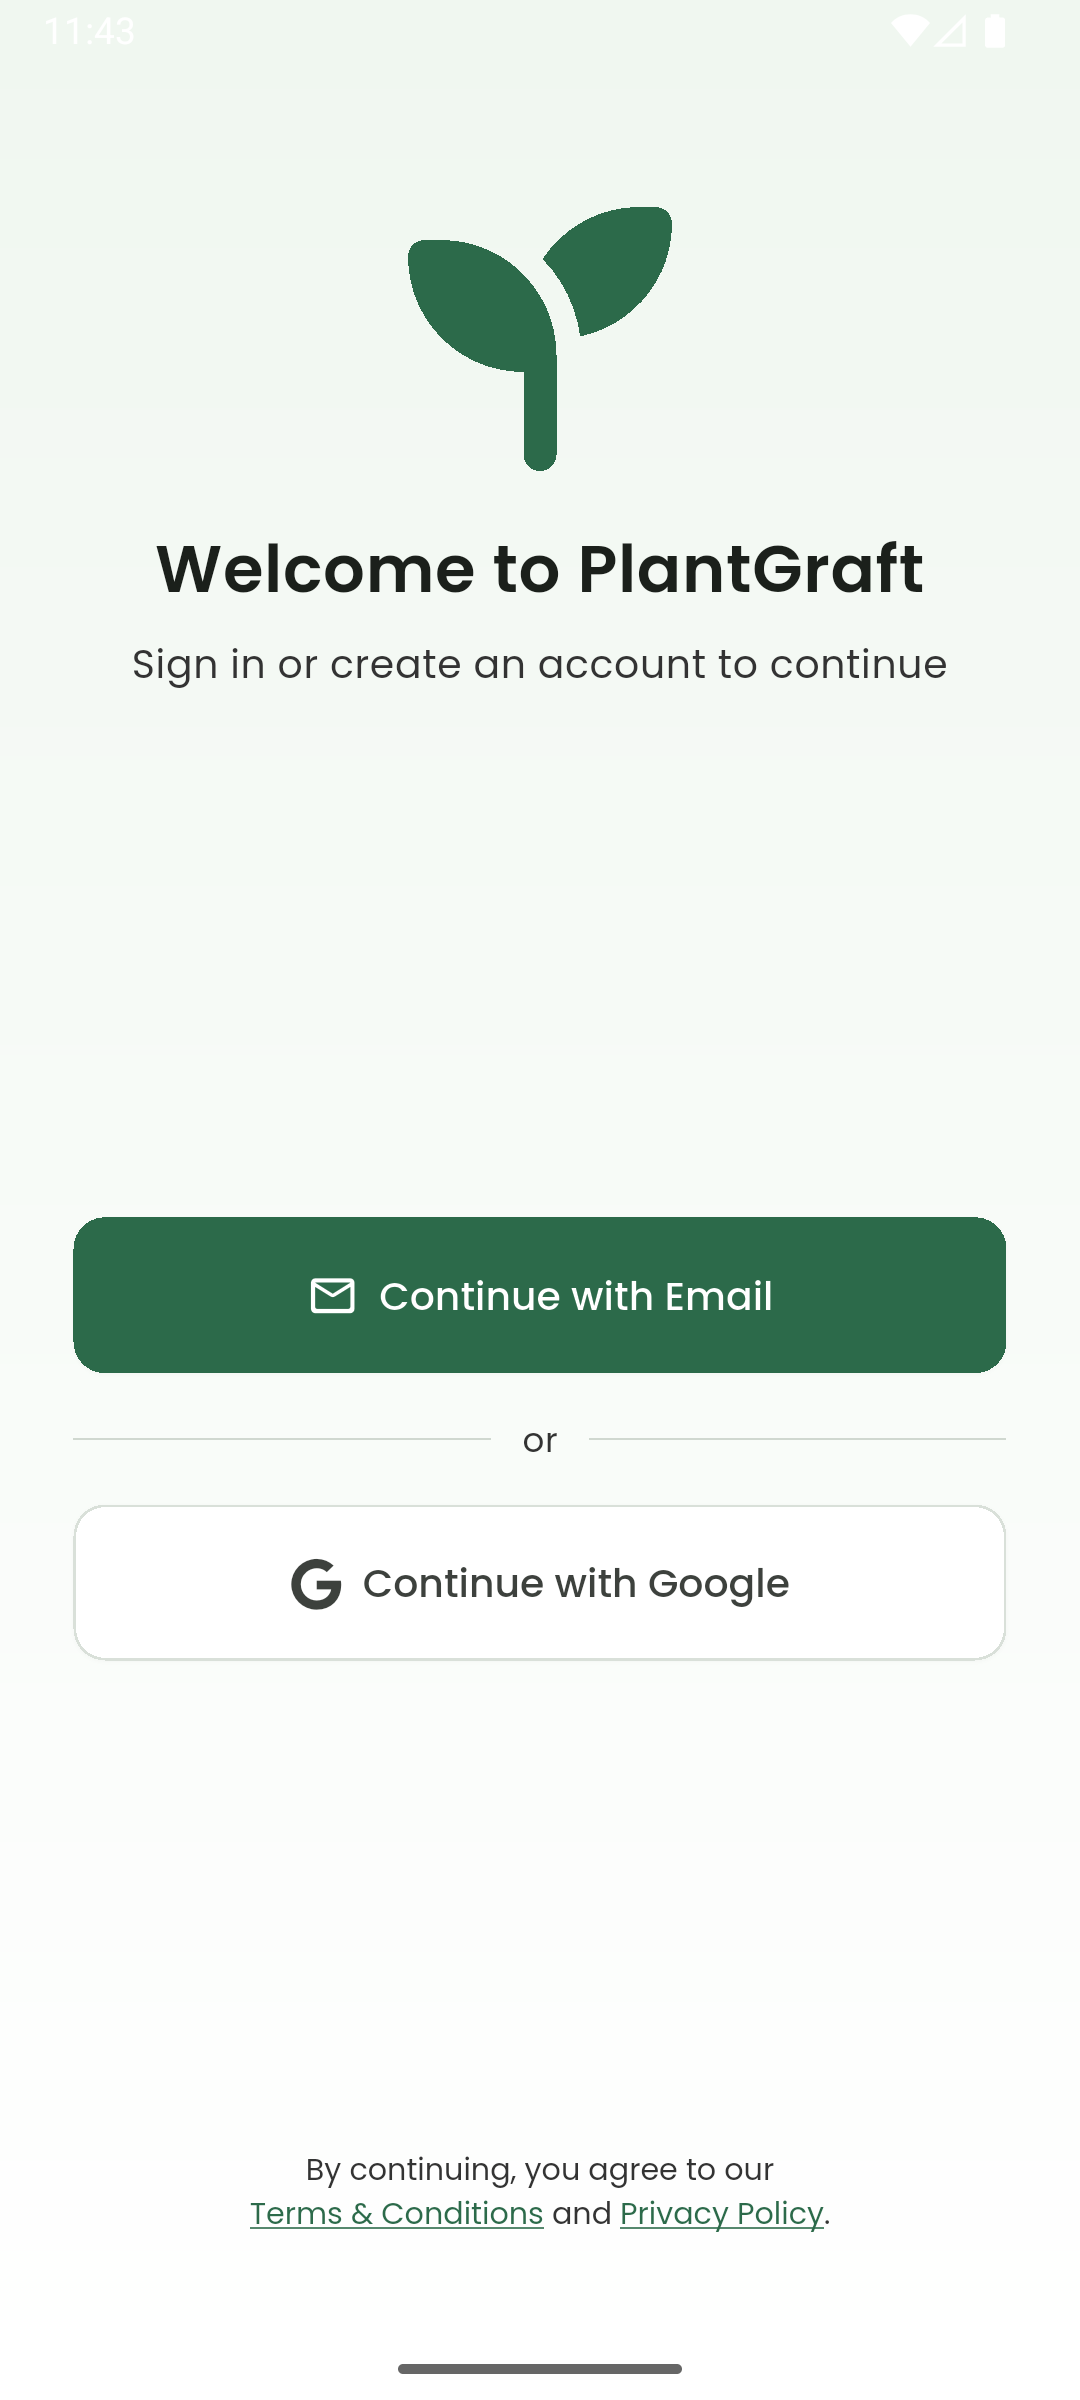 11:43
Welcome to PlantGraft
Sign in or create an account to continue
Continue with Email
or
Continue with Google
By continuing, you agree to our
Terms & Conditions and Privacy Policy.